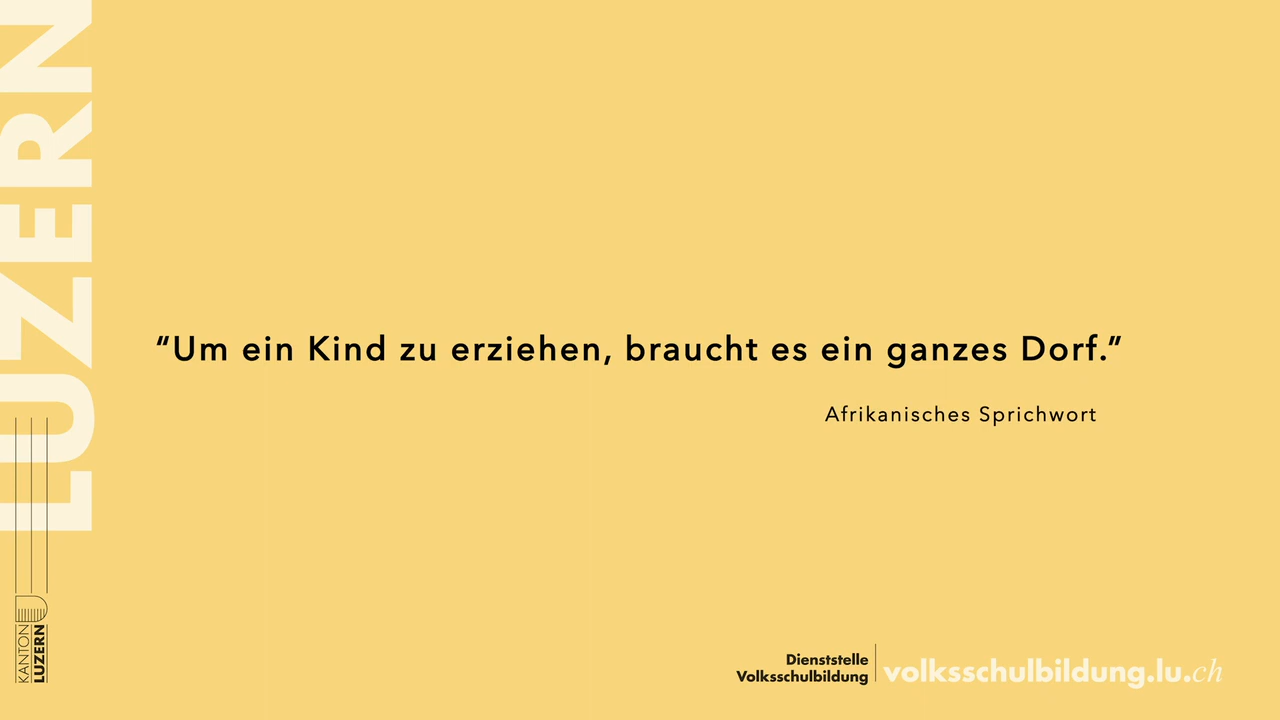 LUZERN
“Um ein Kind zu erziehen, braucht es ein ganzes Dorf.”
Afrikanisches Sprichwort
KANTON
LUZERN
Dienststelle
Volksschulbildung
volksschulbildung.lu.ch